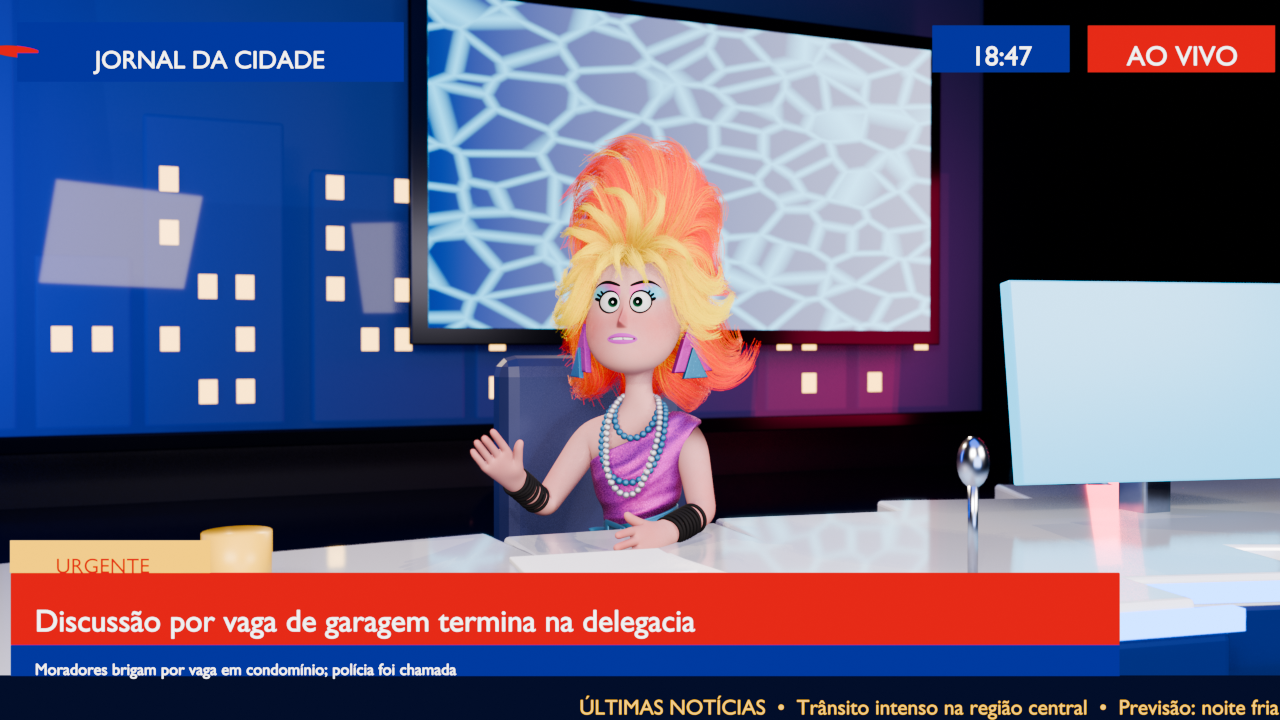 JORNAL DA CIDADE
18:47
AO VIVO
URGENTE
Discussão por vaga de garagem termina na delegacia
Moradores brigam por vaga em condomínio; polícia foi chamada
ÚLTIMAS NOTÍCIAS • Trânsito intenso na região central • Previsão: noite fria